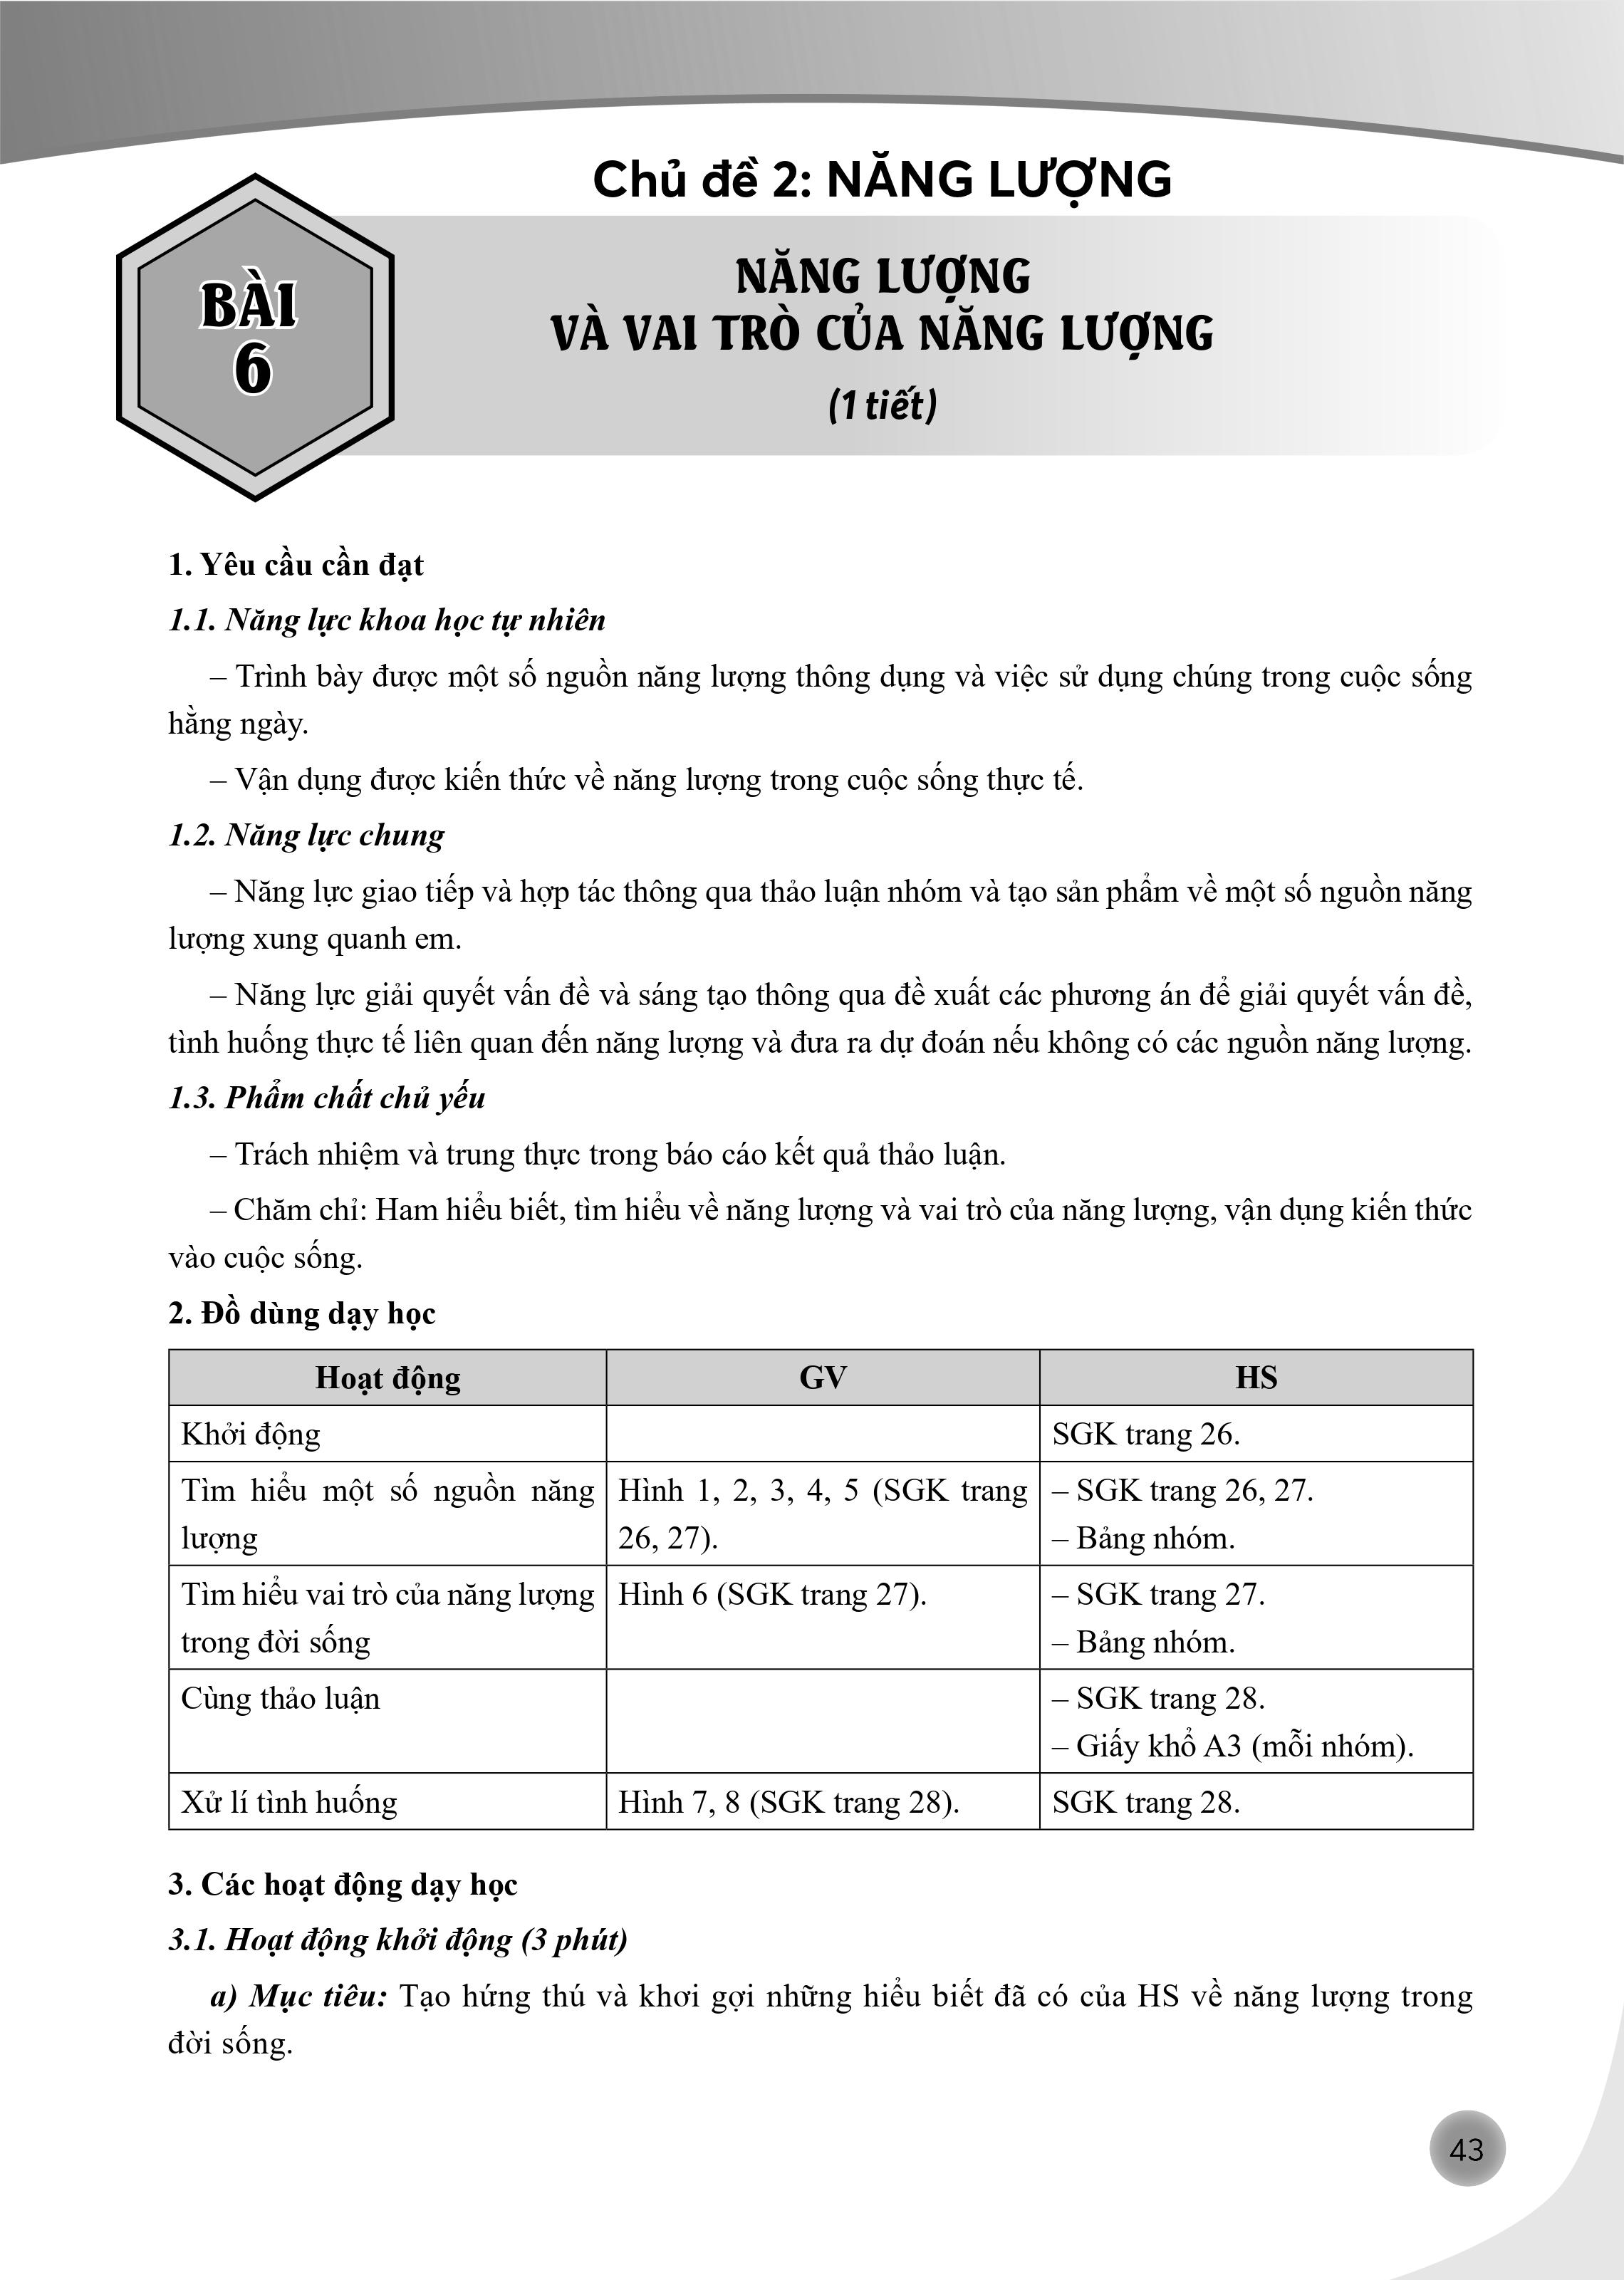 Chủ đề 2: NĂNG LƯỢNG
BÀI
6
NĂNG LƯỢNG
VÀ VAI TRÒ CỦA NĂNG LƯỢNG
(1 tiết)
1. Yêu cầu cần đạt
1.1. Năng lực khoa học tự nhiên
– Trình bày được một số nguồn năng lượng thông dụng và việc sử dụng chúng trong cuộc sống
hằng ngày.
– Vận dụng được kiến thức về năng lượng trong cuộc sống thực tế.
1.2. Năng lực chung
– Năng lực giao tiếp và hợp tác thông qua thảo luận nhóm và tạo sản phẩm về một số nguồn năng
lượng xung quanh em.
– Năng lực giải quyết vấn đề và sáng tạo thông qua đề xuất các phương án để giải quyết vấn đề,
tình huống thực tế liên quan đến năng lượng và đưa ra dự đoán nếu không có các nguồn năng lượng.
1.3. Phẩm chất chủ yếu
– Trách nhiệm và trung thực trong báo cáo kết quả thảo luận.
– Chăm chỉ: Ham hiểu biết, tìm hiểu về năng lượng và vai trò của năng lượng, vận dụng kiến thức
vào cuộc sống.
2. Đồ dùng dạy học
Hoạt động GV HS
Khởi động SGK trang 26.
Tìm hiểu một số nguồn năng Hình 1, 2, 3, 4, 5 (SGK trang – SGK trang 26, 27.
lượng 26, 27). – Bảng nhóm.
Tìm hiểu vai trò của năng lượng Hình 6 (SGK trang 27). – SGK trang 27.
trong đời sống – Bảng nhóm.
Cùng thảo luận – SGK trang 28.
– Giấy khổ A3 (mỗi nhóm).
Xử lí tình huống Hình 7, 8 (SGK trang 28). SGK trang 28.
3. Các hoạt động dạy học
3.1. Hoạt động khởi động (3 phút)
a) Mục tiêu: Tạo hứng thú và khơi gợi những hiểu biết đã có của HS về năng lượng trong
đời sống.
43